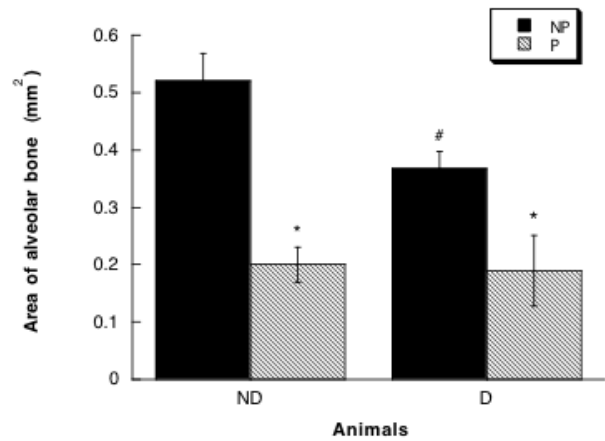 NP
P
Area of alveolar bone (mm²)
0.6
0.5
0.4
0.3
0.2
0.1
0
#
*
*
ND
D
Animals